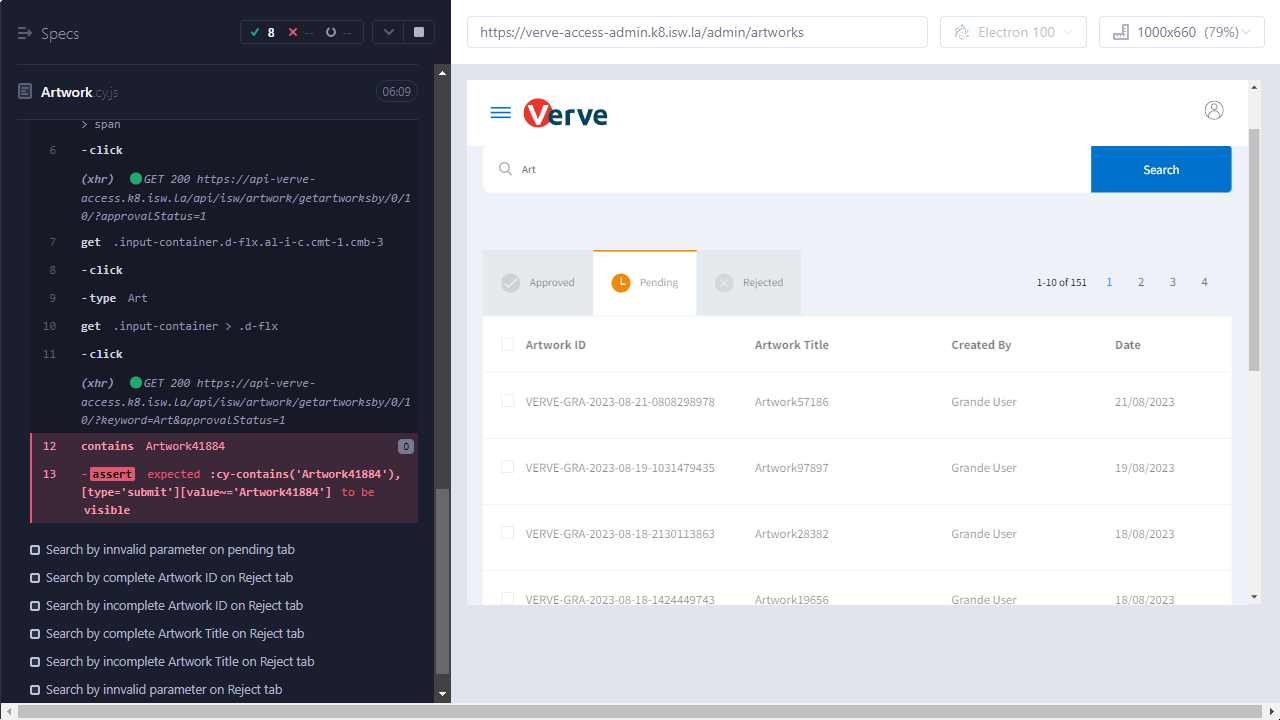 Specs
8
--
--
https://verve-access-admin.k8.isw.la/admin/artworks
Electron 100
1000x660 (79%)
Artwork cy.js
06:09
> span
6 -click
(xhr) GET 200 https://api-verve-
access.k8.isw.la/api/isw/artwork/getartworksby/0/1
0/?approvalStatus=1
7 get .input-container.d-flx.al-i-c.cmt-1.cmb-3
8 -click
9 -type Art
10 get .input-container > .d-flx
11 -click
(xhr) GET 200 https://api-verve-
access.k8.isw.la/api/isw/artwork/getartworksby/0/1
0/?keyword=Art&approvalStatus=1
12 contains Artwork41884 0
13 -assert expected :cy-contains('Artwork41884'),
[type='submit'][value~='Artwork41884'] to be
visible
Search by innvalid parameter on pending tab
Search by complete Artwork ID on Reject tab
Search by incomplete Artwork ID on Reject tab
Search by complete Artwork Title on Reject tab
Search by incomplete Artwork Title on Reject tab
Search by innvalid parameter on Reject tab
Verve
Art
Search
Approved
Pending
Rejected
1-10 of 151 1 2 3 4
Artwork ID Artwork Title Created By Date
VERVE-GRA-2023-08-21-0808298978 Artwork57186 Grande User 21/08/2023
VERVE-GRA-2023-08-19-1031479435 Artwork97897 Grande User 19/08/2023
VERVE-GRA-2023-08-18-2130113863 Artwork28382 Grande User 18/08/2023
VERVE-GRA-2023-08-18-1424449743 Artwork19656 Grande User 18/08/2023